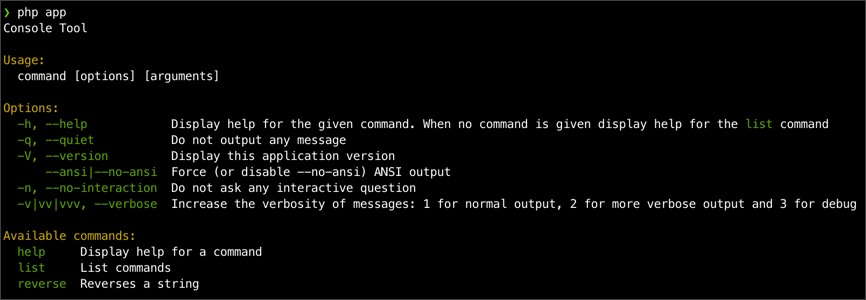 ❯ php app
Console Tool
Usage:
command [options] [arguments]
Options:
-h, --help Display help for the given command. When no command is given display help for the list command
-q, --quiet Do not output any message
-V, --version Display this application version
--ansi|--no-ansi Force (or disable --no-ansi) ANSI output
-n, --no-interaction Do not ask any interactive question
-v|vv|vvv, --verbose Increase the verbosity of messages: 1 for normal output, 2 for more verbose output and 3 for debug
Available commands:
help Display help for a command
list List commands
reverse Reverses a string